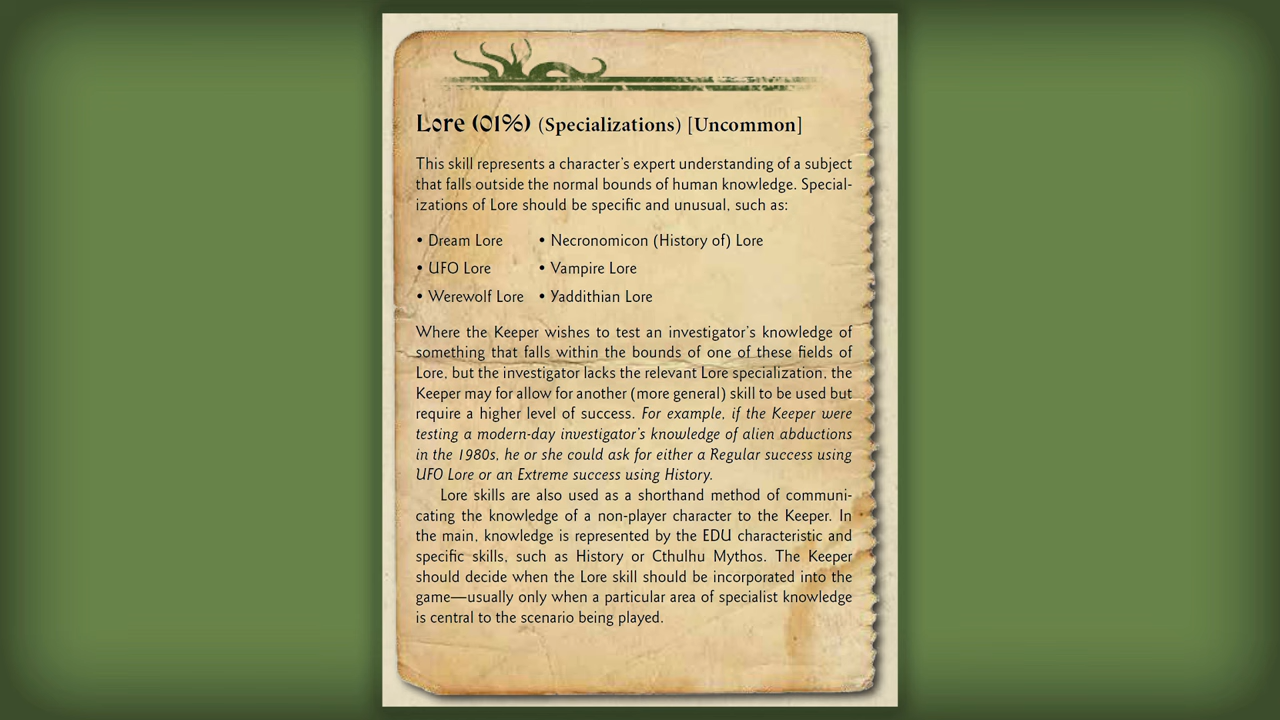 Lore (01%) (Specializations) [Uncommon]
This skill represents a character's expert understanding of a subject
that falls outside the normal bounds of human knowledge. Special-
izations of Lore should be specific and unusual, such as:
• Dream Lore • Necronomicon (History of) Lore
• UFO Lore • Vampire Lore
• Werewolf Lore • Yaddithian Lore
Where the Keeper wishes to test an investigator's knowledge of
something that falls within the bounds of one of these fields of
Lore, but the investigator lacks the relevant Lore specialization, the
Keeper may for allow for another (more general) skill to be used but
require a higher level of success. For example, if the Keeper were
testing a modern-day investigator's knowledge of alien abductions
in the 1980s, he or she could ask for either a Regular success using
UFO Lore or an Extreme success using History.
Lore skills are also used as a shorthand method of communi-
cating the knowledge of a non-player character to the Keeper. In
the main, knowledge is represented by the EDU characteristic and
specific skills, such as History or Cthulhu Mythos. The Keeper
should decide when the Lore skill should be incorporated into the
game—usually only when a particular area of specialist knowledge
is central to the scenario being played.